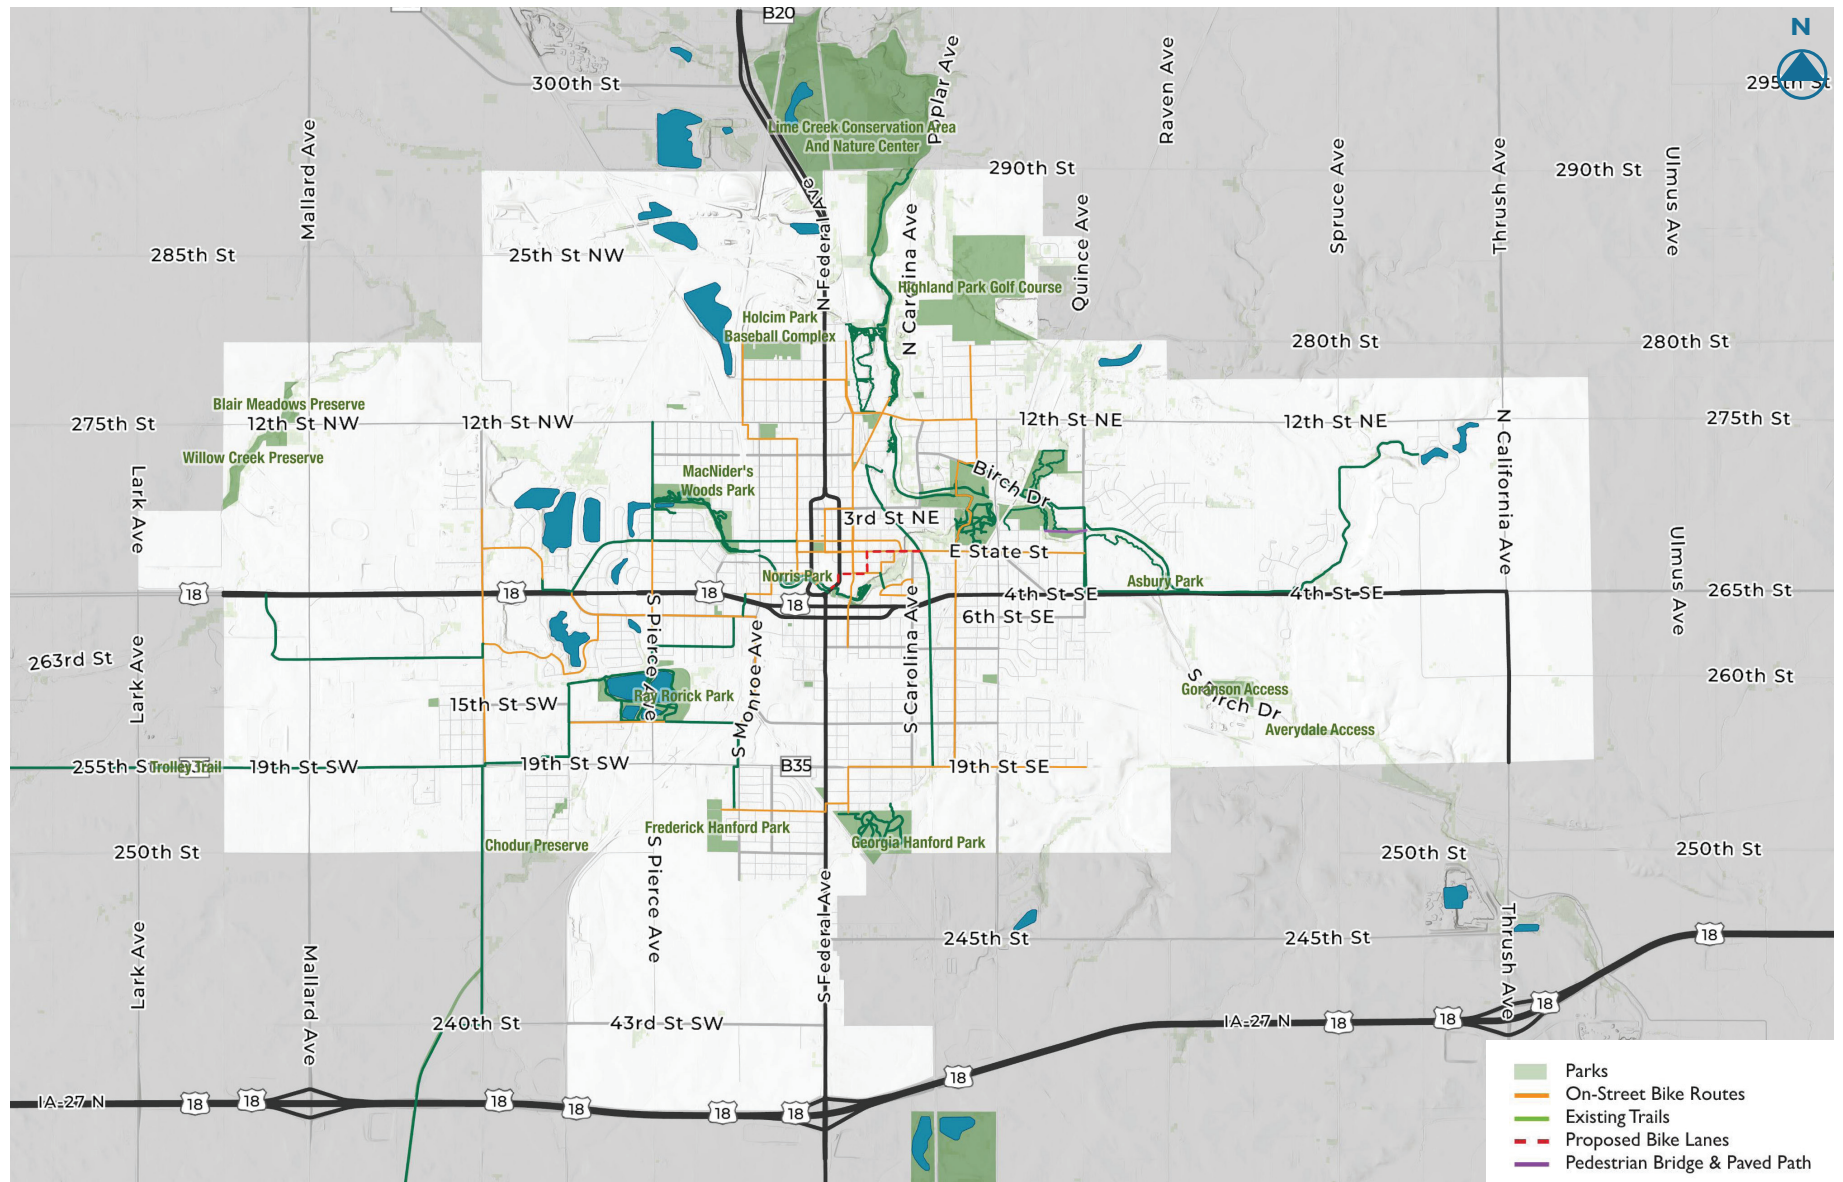 B20
N
300th St
Poplar Ave
Raven Ave
295th St
Mallard Ave
Lime Creek Conservation Area
And Nature Center
290th St
Spruce Ave
Thrush Ave
290th St
Ulmus Ave
N Federal Ave
N Carolina Ave
Quince Ave
285th St
25th St NW
Highland Park Golf Course
Holcim Park
Baseball Complex
280th St
280th St
Blair Meadows Preserve
275th St
12th St NW
12th St NW
12th St NE
12th St NE
275th St
N California Ave
Willow Creek Preserve
MacNider's
Woods Park
Birch Dr
Lark Ave
3rd St NE
E State St
Ulmus Ave
Norris Park
Asbury Park
18
18
18
18
4th St SE
4th St SE
265th St
6th St SE
263rd St
Lark Ave
S Pierce Ave
S Monroe Ave
S Carolina Ave
260th St
Ray Rorick Park
15th St SW
Goranson Access
S Birch Dr
Averydale Access
255th St
Trolley Trail
19th St SW
19th St SW
B35
19th St SE
Frederick Hanford Park
Georgia Hanford Park
Chodur Preserve
250th St
250th St
250th St
S Pierce Ave
S Federal Ave
Lark Ave
Mallard Ave
245th St
245th St
Thrush Ave
18
18
240th St
43rd St SW
IA-27 N
18
18
18
IA-27 N
18
18
18
18
18
18
Parks
On-Street Bike Routes
Existing Trails
Proposed Bike Lanes
Pedestrian Bridge & Paved Path